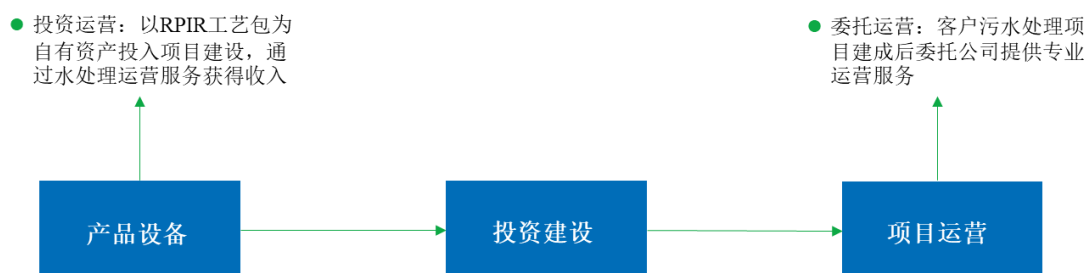 投资运营：以RPIR工艺包为
自有资产投入项目建设，通
过水处理运营服务获得收入
委托运营：客户污水处理项
目建成后委托公司提供专业
运营服务
产品设备
投资建设
项目运营